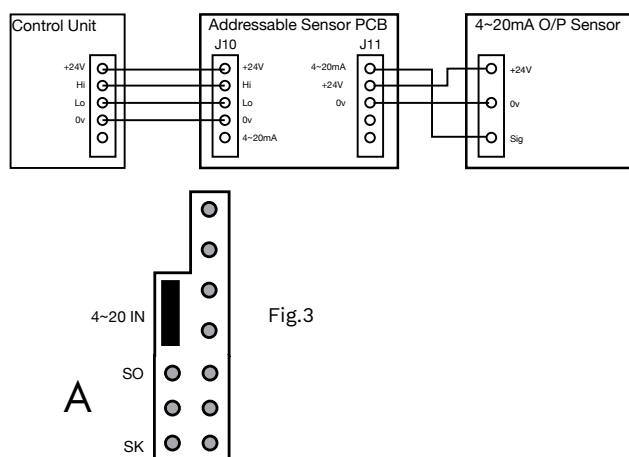 Control Unit
+24V
Hi
Lo
0v
Addressable Sensor PCB
J10
+24V
Hi
Lo
0v
4~20mA
J11
4~20mA
+24V
0v
4~20mA O/P Sensor
+24V
0v
Sig
4~20 IN
Fig.3
SO
A
SK